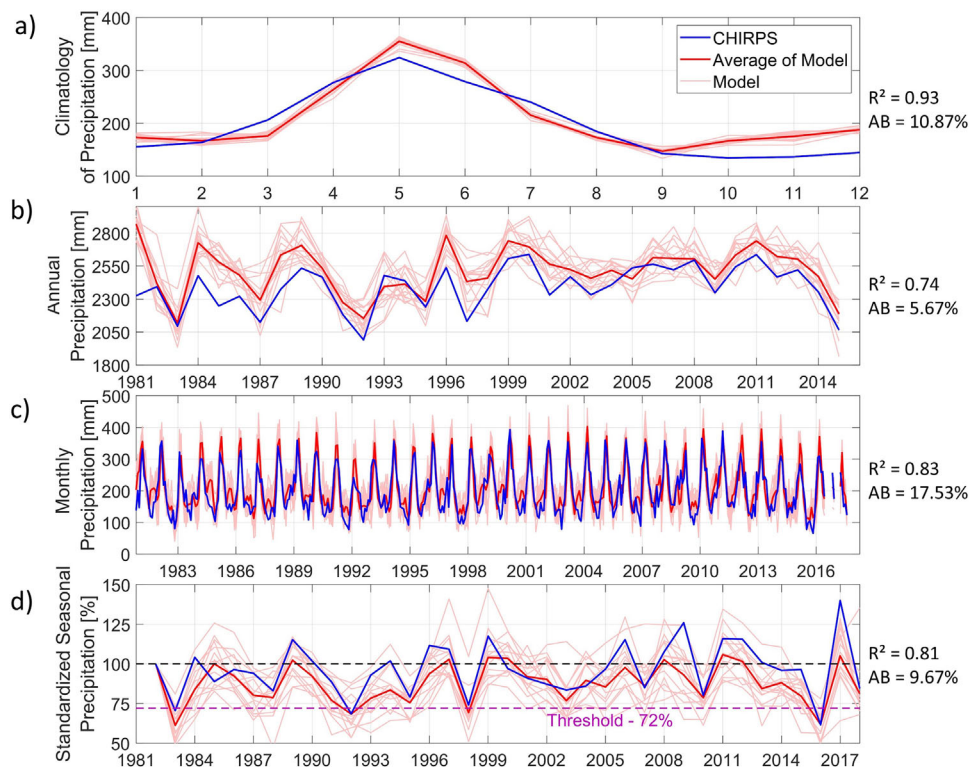 a)
Climatology
of Precipitation [mm]
400
300
200
100
1 2 3 4 5 6 7 8 9 10 11 12
CHIRPS
Average of Model
Model
R² = 0.93
AB = 10.87%
b)
Annual
Precipitation [mm]
2800
2550
2300
2050
1800
1981 1984 1987 1990 1993 1996 1999 2002 2005 2008 2011 2014
R² = 0.74
AB = 5.67%
c)
Monthly
Precipitation [mm]
500
400
300
200
100
0
1983 1986 1989 1992 1995 1998 2001 2004 2007 2010 2013 2016
R² = 0.83
AB = 17.53%
d)
Standardized Seasonal
Precipitation [%]
150
125
100
75
50
Threshold - 72%
1981 1984 1987 1990 1993 1996 1999 2002 2005 2008 2011 2014 2017
R² = 0.81
AB = 9.67%